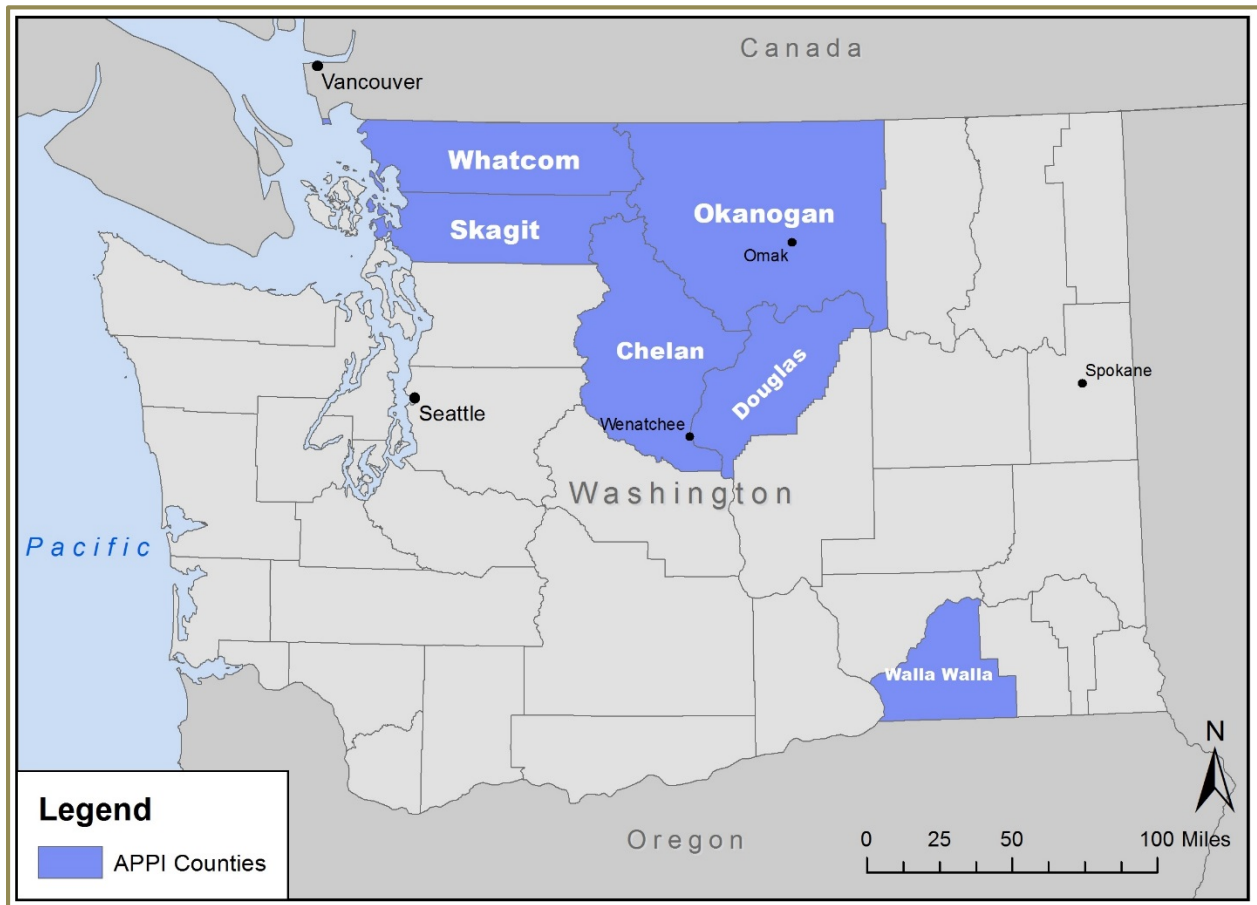 Canada
Vancouver
Whatcom
Okanogan
Skagit
Omak
Chelan
Douglas
Spokane
Seattle
Wenatchee
Washington
Pacific
Walla Walla
N
Legend
APPI Counties
Oregon
0 25 50 100 Miles